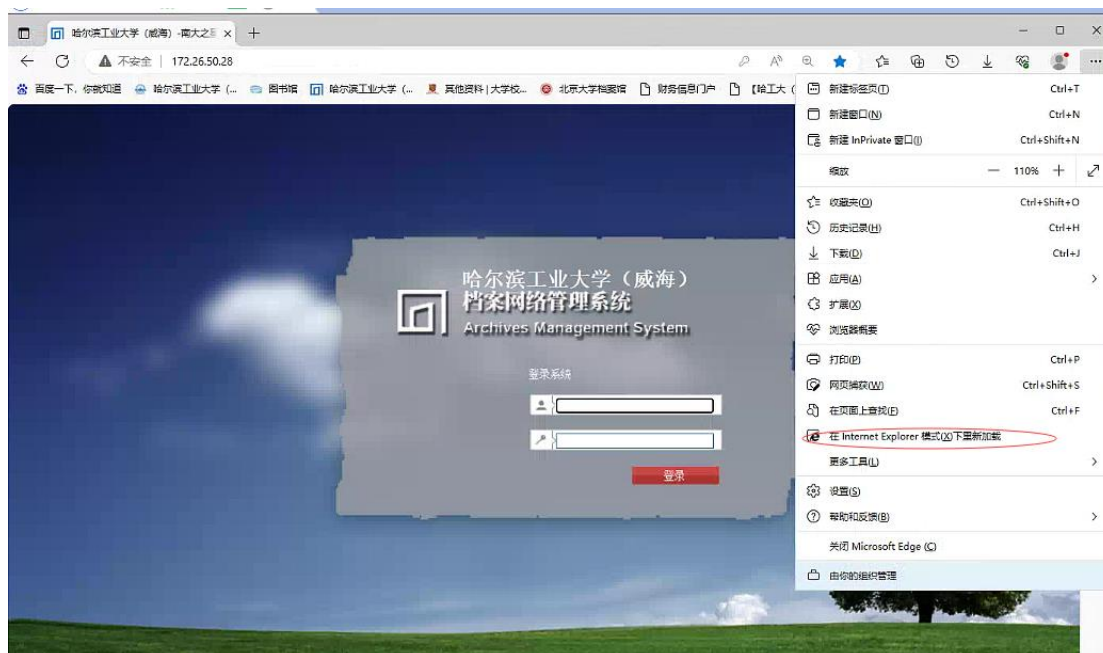 哈尔滨工业大学（威海）-南大之
不安全 172.26.50.28
百度一下，你就知道 哈尔滨工业大学 (... 图书馆 哈尔滨工业大学 (... 其他资料 | 大学校... 北京大学档案馆 财务信息门户 【哈工大 (
新建标签页(T) Ctrl+T
新建窗口(N) Ctrl+N
新建 InPrivate 窗口(I) Ctrl+Shift+N
缩放 — 110% +
收藏夹(O) Ctrl+Shift+O
历史记录(H) Ctrl+H
下载(D) Ctrl+J
应用(A)
扩展(X)
浏览器概要
打印(P) Ctrl+P
网页捕获(W) Ctrl+Shift+S
在页面上查找(F) Ctrl+F
在 Internet Explorer 模式(X)下重新加载
更多工具(L)
设置(S)
帮助和反馈(B)
关闭 Microsoft Edge (C)
由你的组织管理
哈尔滨工业大学（威海）
档案网络管理系统
Archives Management System
登录系统
登录